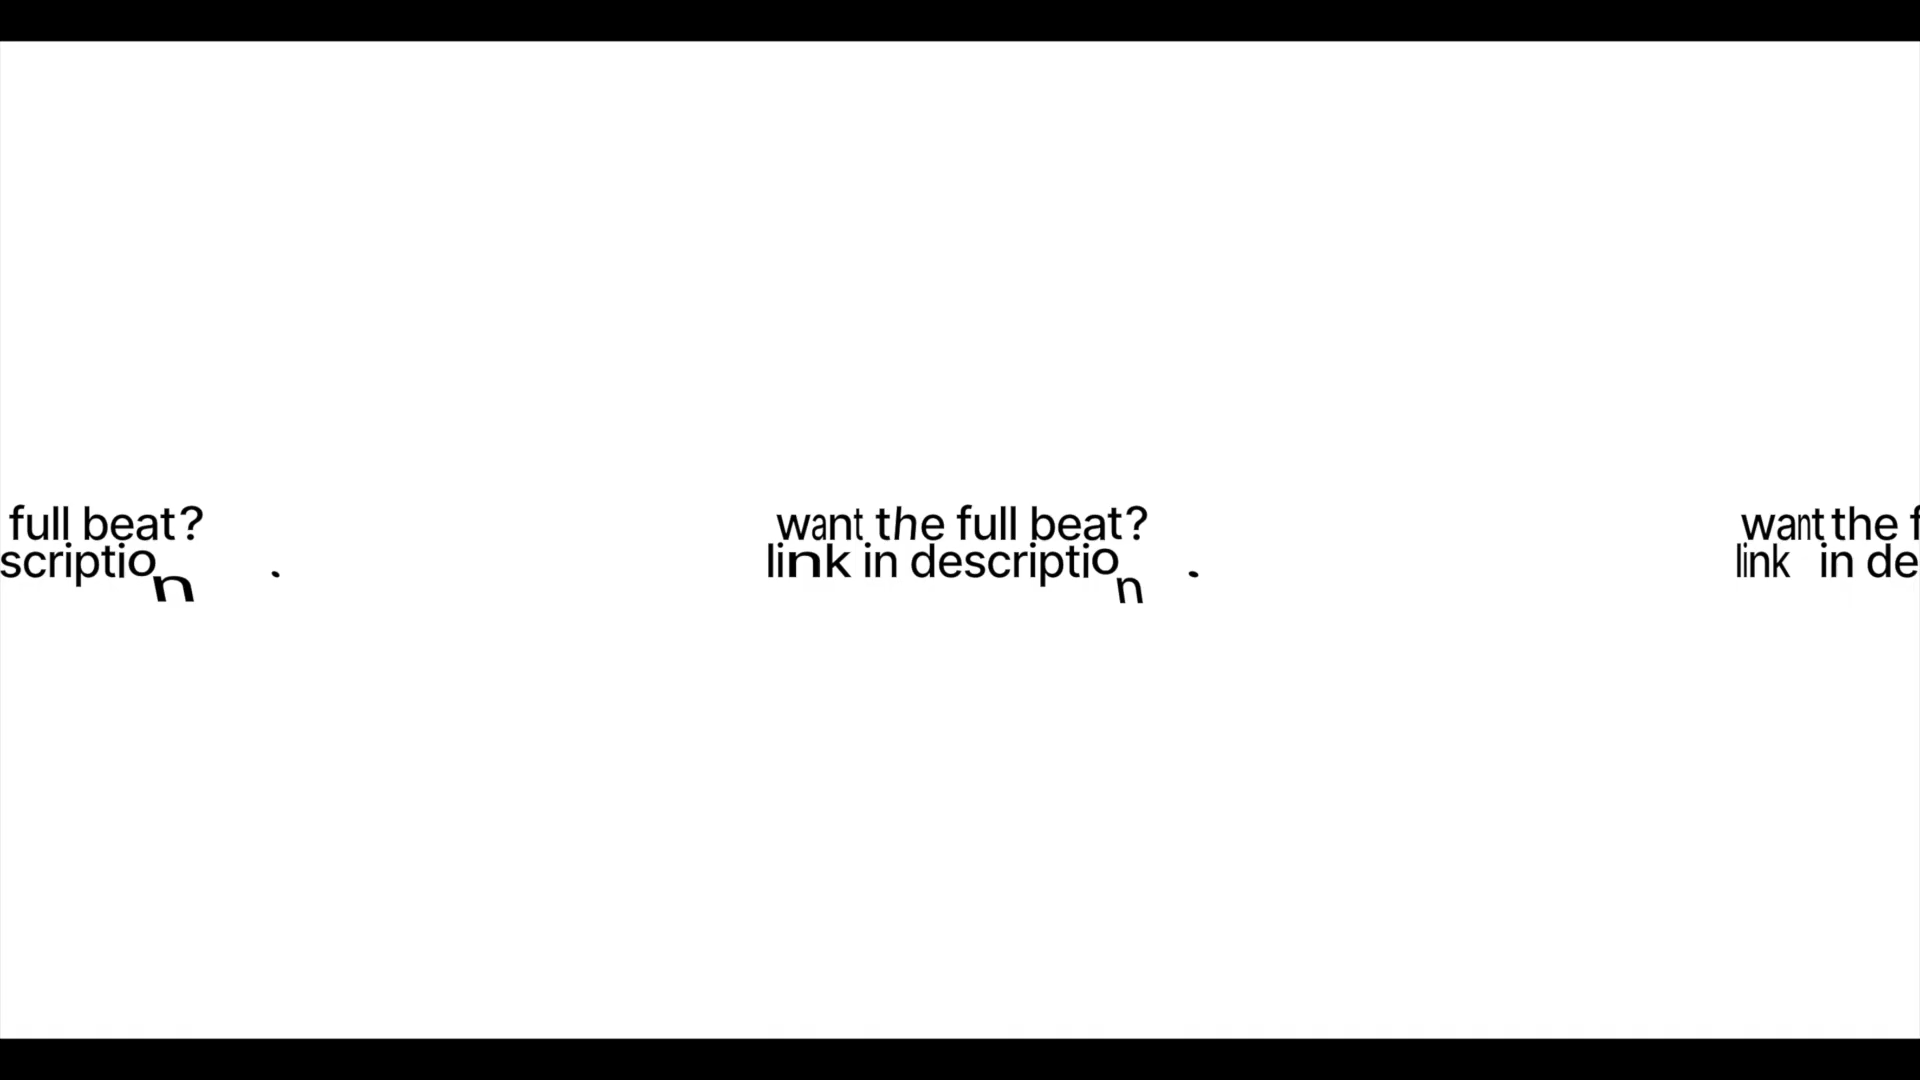 full beat?
scription.
want the full beat?
link in description.
want the f
link in de